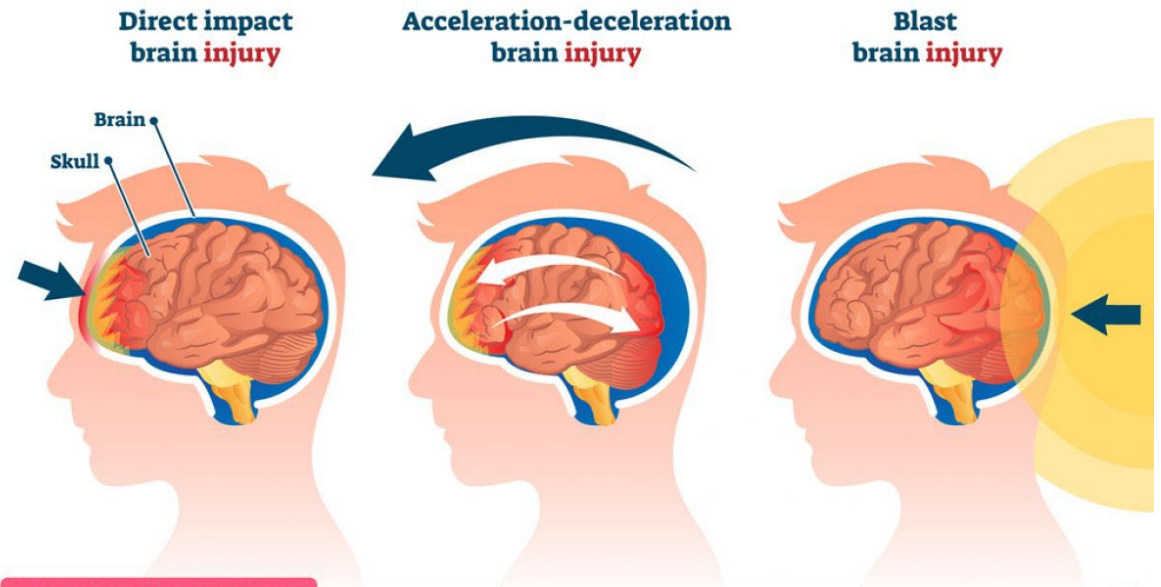 Direct impact
brain injury
Acceleration-deceleration
brain injury
Blast
brain injury
Brain
Skull